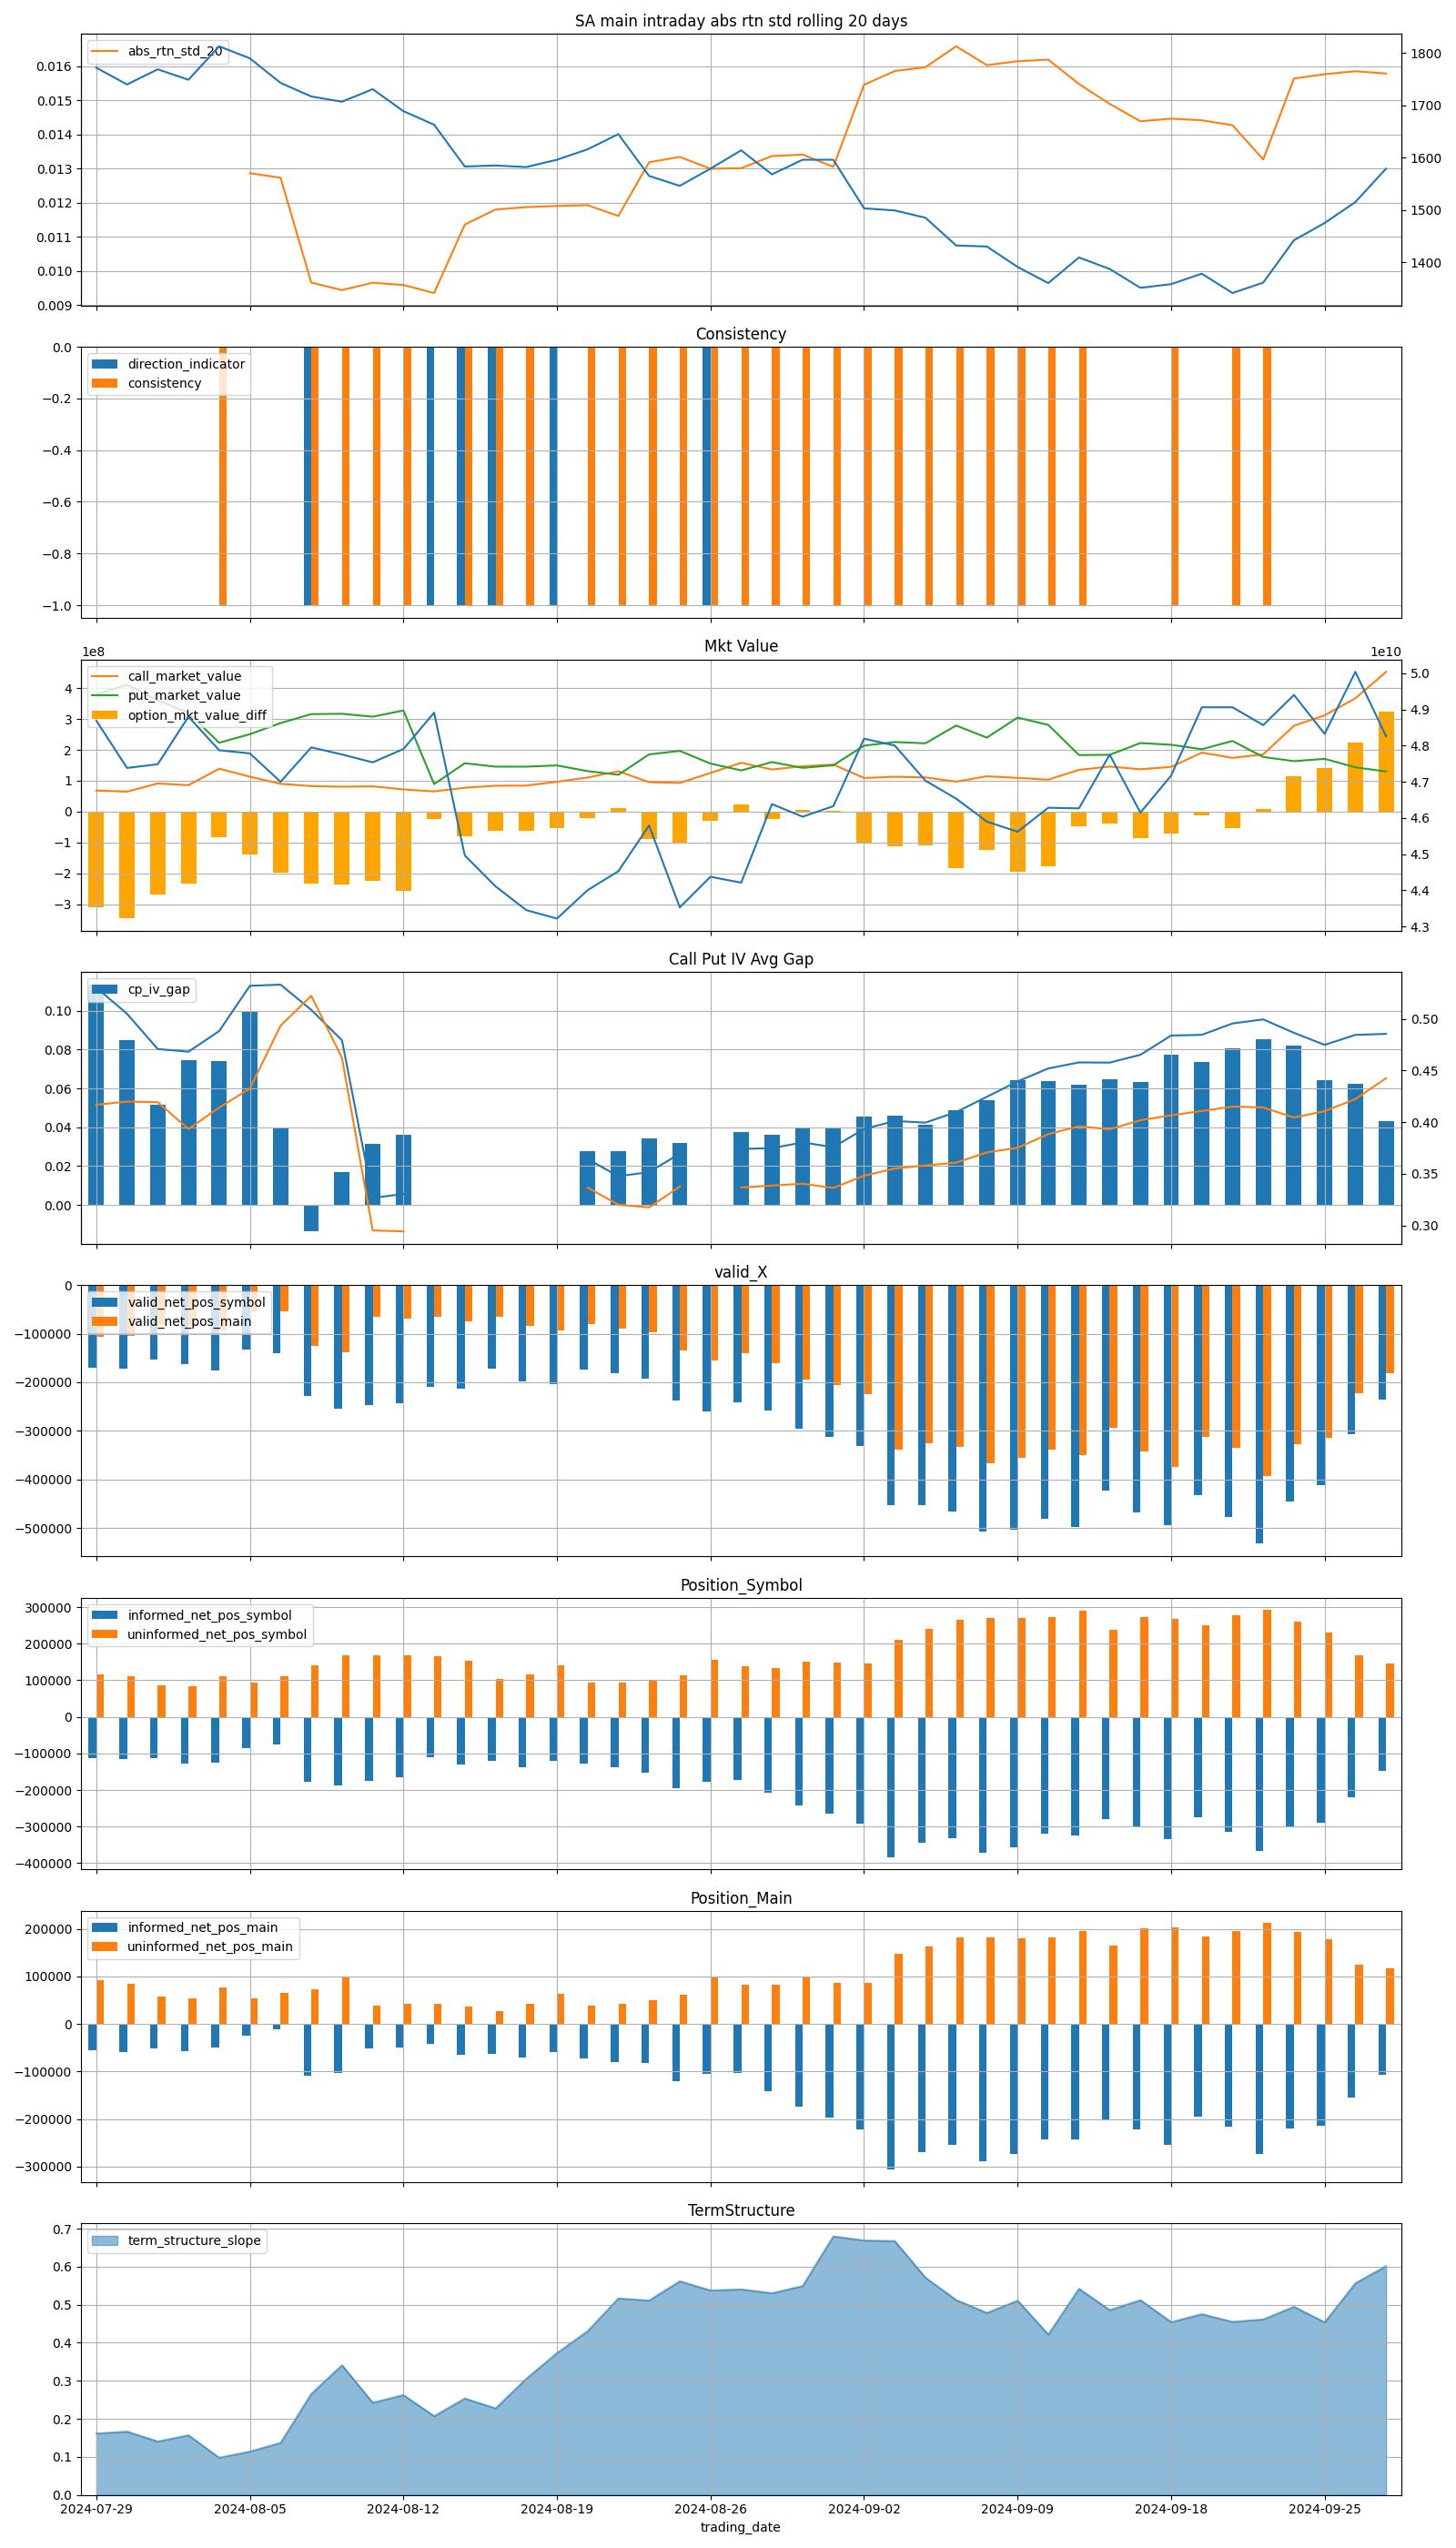 SA main intraday abs rtn std rolling 20 days
abs_rtn_std_20
0.016
0.015
0.014
0.013
0.012
0.011
0.010
0.009
1800
1700
1600
1500
1400
Consistency
direction_indicator
consistency
0.0
−0.2
−0.4
−0.6
−0.8
−1.0
Mkt Value
1e8
1e10
call_market_value
put_market_value
option_mkt_value_diff
4
3
2
1
0
−1
−2
−3
5.0
4.9
4.8
4.7
4.6
4.5
4.4
4.3
Call Put IV Avg Gap
cp_iv_gap
0.10
0.08
0.06
0.04
0.02
0.00
0.50
0.45
0.40
0.35
0.30
valid_X
valid_net_pos_symbol
valid_net_pos_main
0
−100000
−200000
−300000
−400000
−500000
Position_Symbol
informed_net_pos_symbol
uninformed_net_pos_symbol
300000
200000
100000
0
−100000
−200000
−300000
−400000
Position_Main
informed_net_pos_main
uninformed_net_pos_main
200000
100000
0
−100000
−200000
−300000
TermStructure
term_structure_slope
0.7
0.6
0.5
0.4
0.3
0.2
0.1
0.0
2024-07-29 2024-08-05 2024-08-12 2024-08-19 2024-08-26 2024-09-02 2024-09-09 2024-09-18 2024-09-25
trading_date